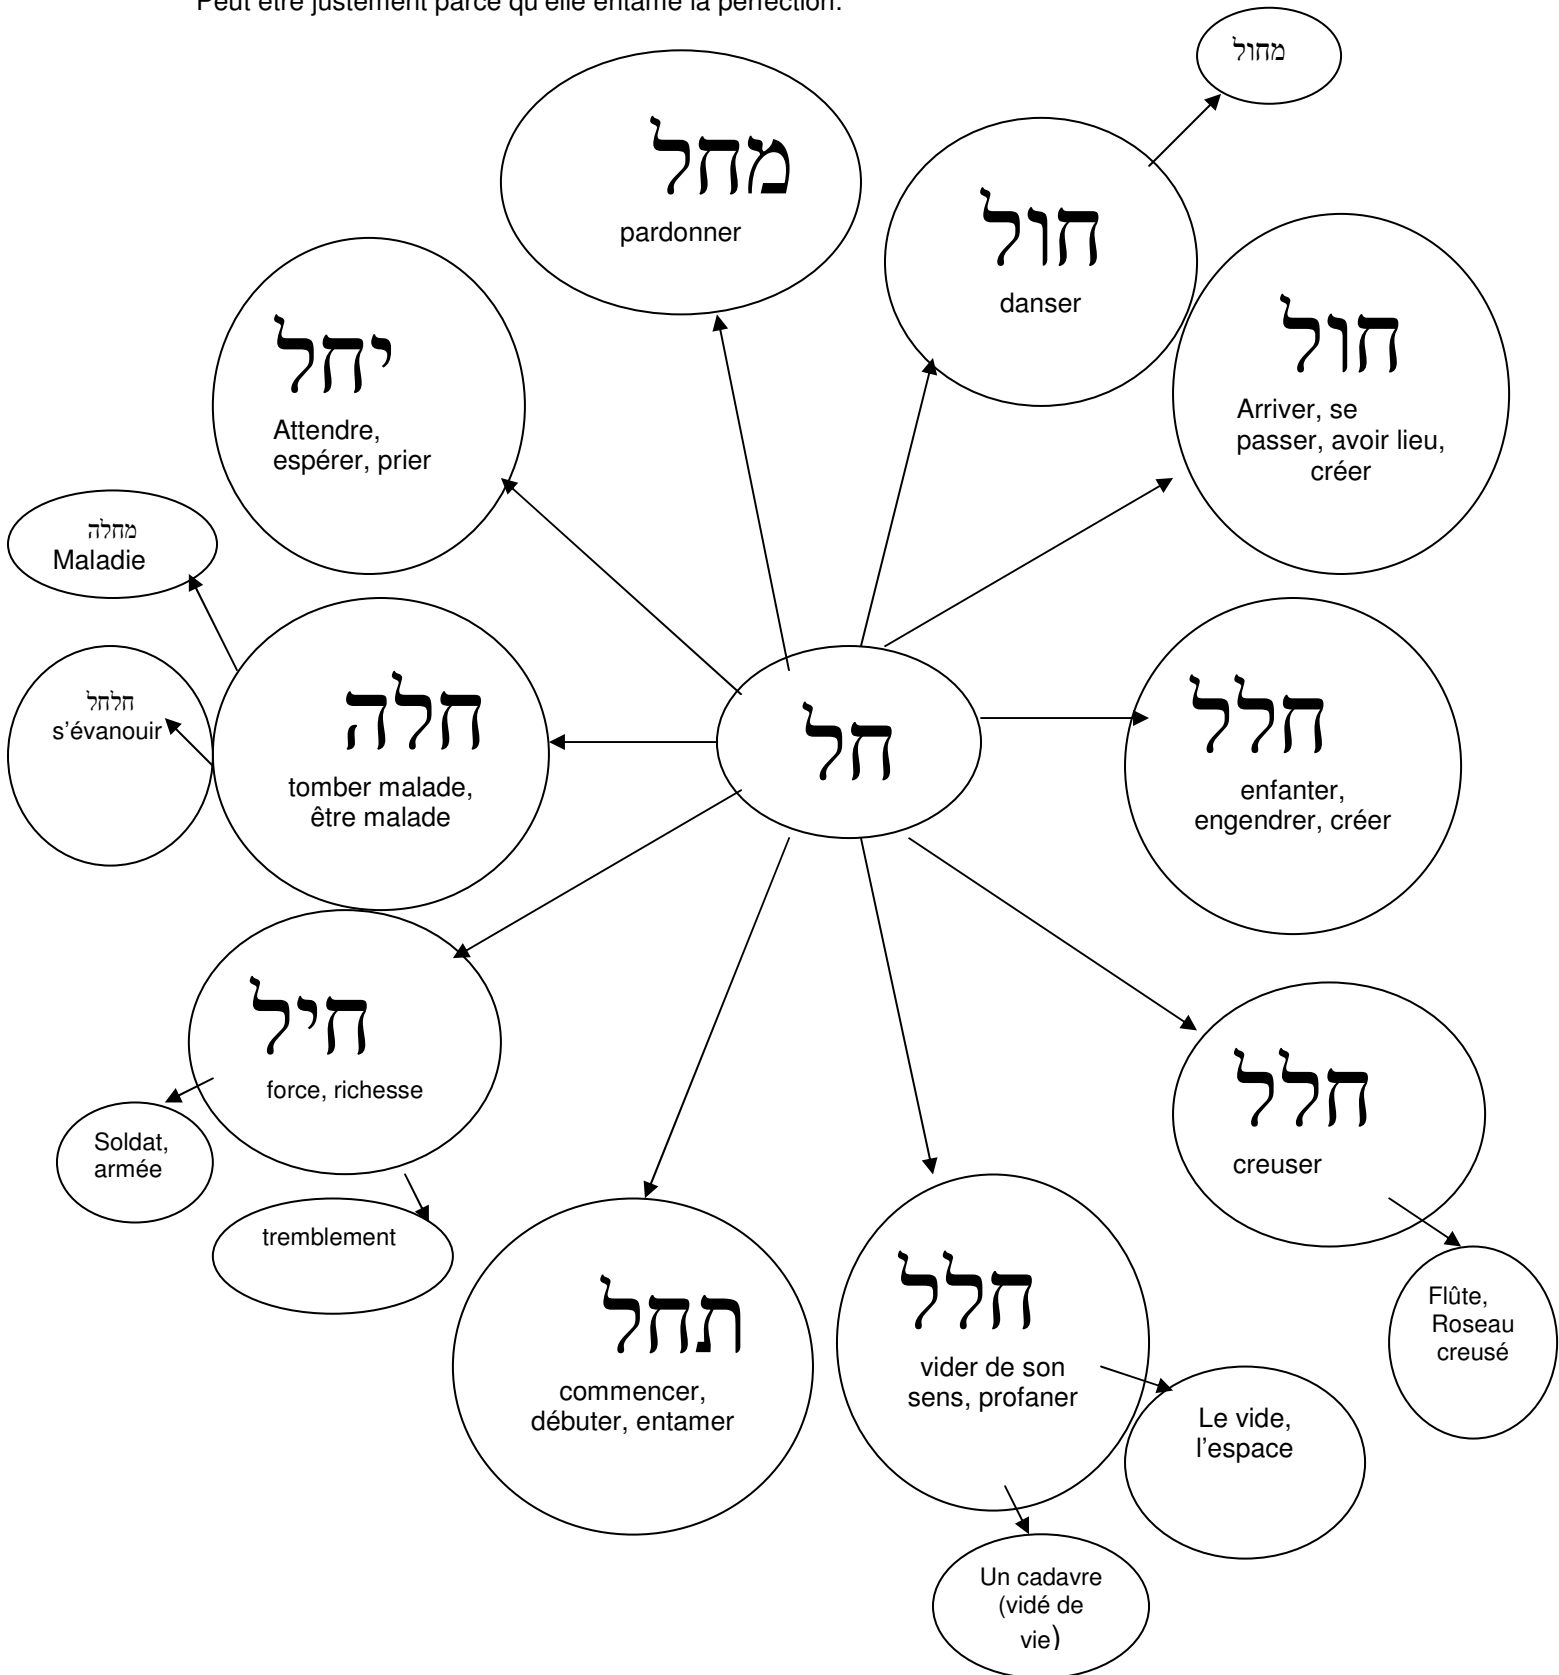 Peut être justement parce qu'elle entame la perfection.
מחול
מחל
pardonner
חול
danser
חול
Arriver, se
passer, avoir lieu,
créer
יחל
Attendre,
espérer, prier
מחלה
Maladie
חלחל
s'évanouir
חלה
tomber malade,
être malade
חל
חלל
enfanter,
engendrer, créer
חיל
force, richesse
חלל
creuser
Soldat,
armée
tremblement
תחל
commencer,
débuter, entamer
חלל
vider de son
sens, profaner
Flûte,
Roseau
creusé
Le vide,
l'espace
Un cadavre
(vidé de
vie)